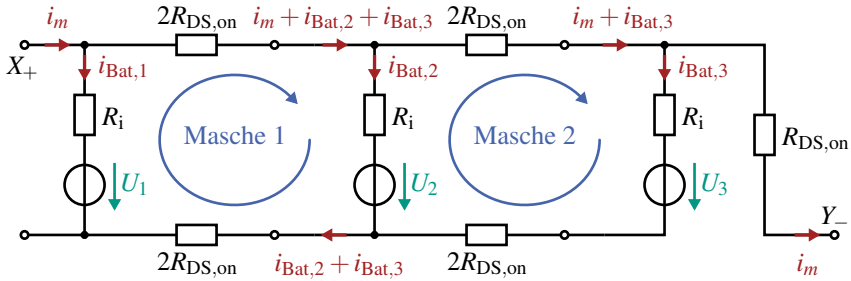 i_m
2R_DS,on
i_m + i_Bat,2 + i_Bat,3
2R_DS,on
i_m + i_Bat,3
X_+
i_Bat,1
i_Bat,2
i_Bat,3
R_i
Masche 1
R_i
Masche 2
R_i
R_DS,on
U_1
U_2
U_3
Y_−
2R_DS,on
i_Bat,2 + i_Bat,3
2R_DS,on
i_m